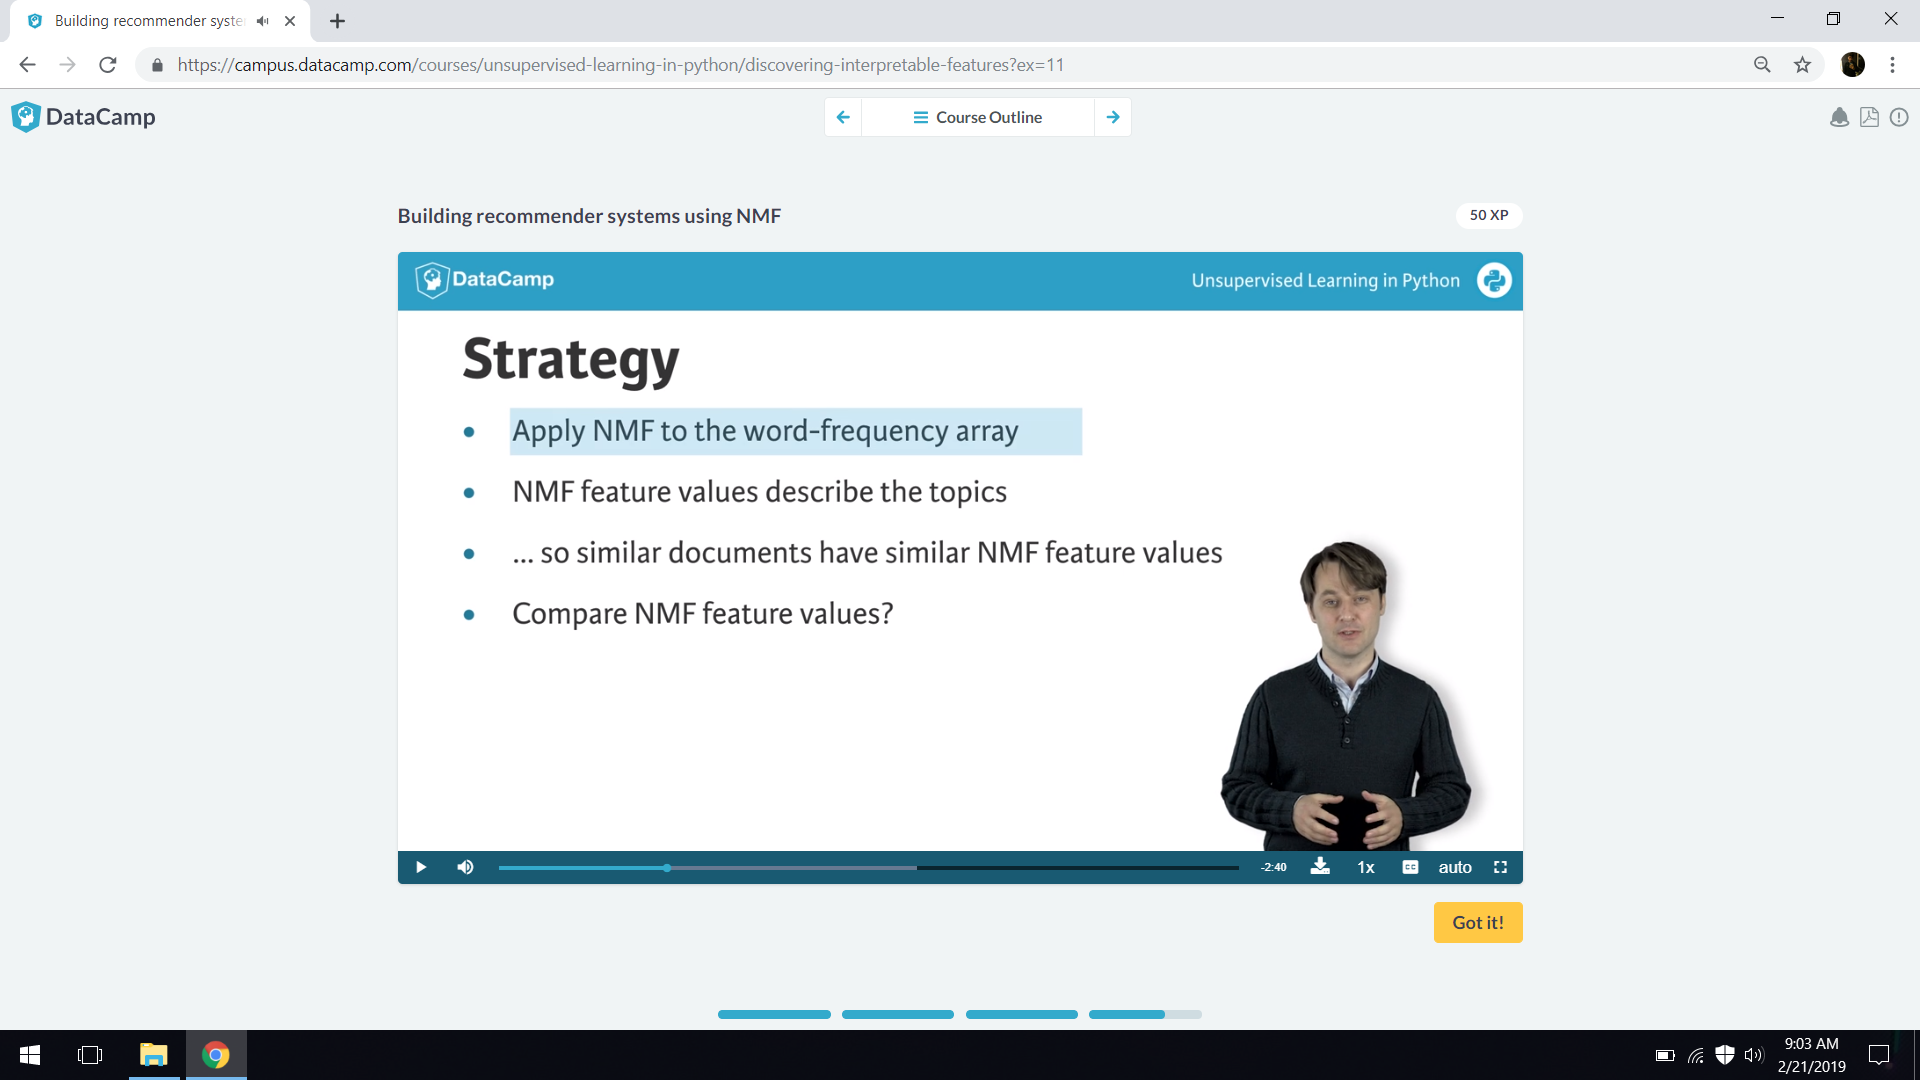 Building recommender syste
https://campus.datacamp.com/courses/unsupervised-learning-in-python/discovering-interpretable-features?ex=11
DataCamp
Course Outline
Building recommender systems using NMF
50 XP
DataCamp
Unsupervised Learning in Python
Strategy
• Apply NMF to the word-frequency array
• NMF feature values describe the topics
• ... so similar documents have similar NMF feature values
• Compare NMF feature values?
-2:40
1x
CC
auto
Got it!
9:03 AM
2/21/2019